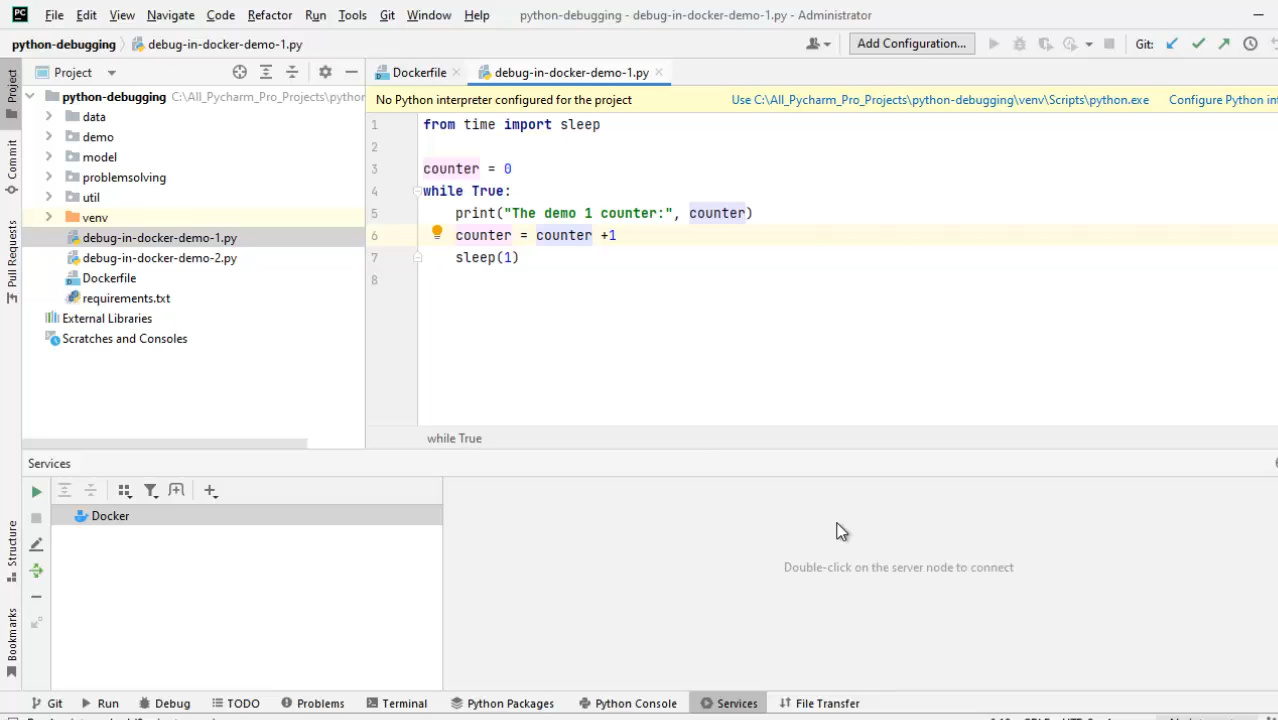 PC File Edit View Navigate Code Refactor Run Tools Git Window Help python-debugging - debug-in-docker-demo-1.py - Administrator
python-debugging debug-in-docker-demo-1.py Add Configuration... Git:
Project
Dockerfile debug-in-docker-demo-1.py
python-debugging C:\All_Pycharm_Pro_Projects\python
No Python interpreter configured for the project Use C:\All_Pycharm_Pro_Projects\python-debugging\venv\Scripts\python.exe Configure Python int
data
demo
model
problemsolving
util
venv
debug-in-docker-demo-1.py
debug-in-docker-demo-2.py
Dockerfile
requirements.txt
External Libraries
Scratches and Consoles
1 from time import sleep
2
3 counter = 0
4 while True:
5 print("The demo 1 counter:", counter)
6 counter = counter +1
7 sleep(1)
8
while True
Project
Commit
Pull Requests
Structure
Bookmarks
Services
Docker
Double-click on the server node to connect
Git Run Debug TODO Problems Terminal Python Packages Python Console Services File Transfer